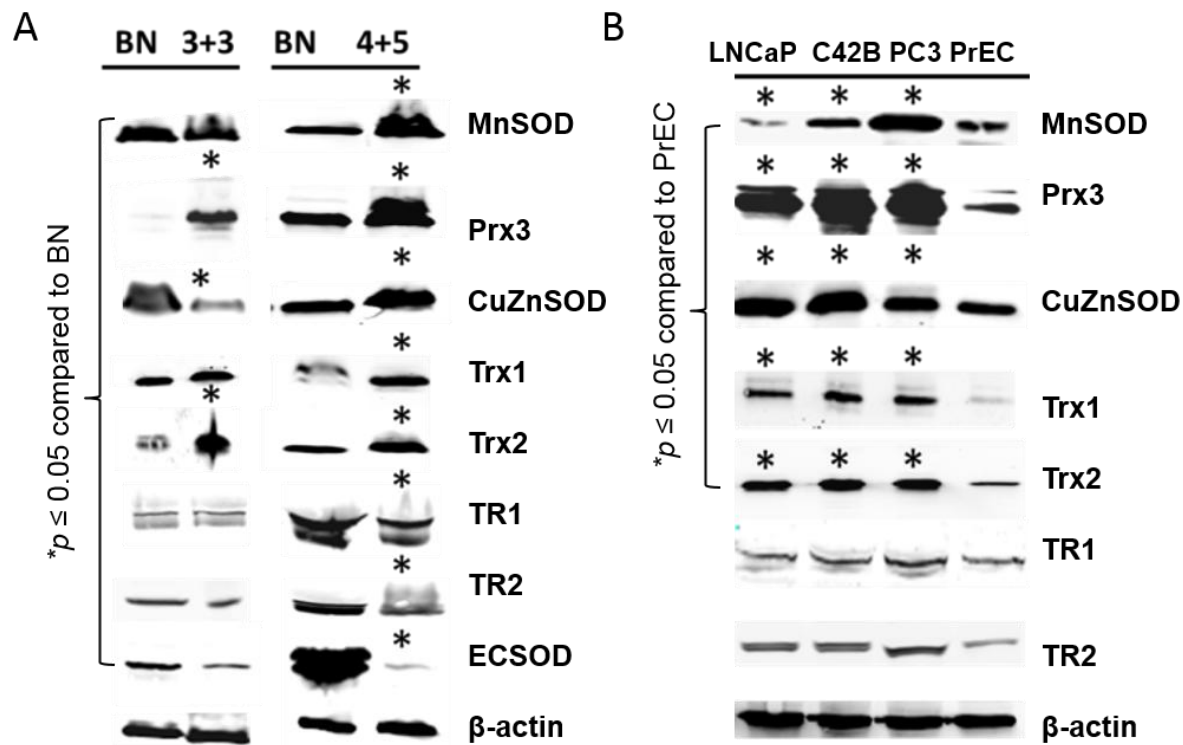 A
BN 3+3 BN 4+5
*
MnSOD
* *
Prx3
* *
CuZnSOD
*
Trx1
* *
Trx2
*
TR1
*
TR2
*
ECSOD
β-actin
*p ≤ 0.05 compared to BN
B
LNCaP C42B PC3 PrEC
* * *
MnSOD
* * *
Prx3
* * *
CuZnSOD
* * *
Trx1
* * *
Trx2
TR1
TR2
β-actin
*p ≤ 0.05 compared to PrEC